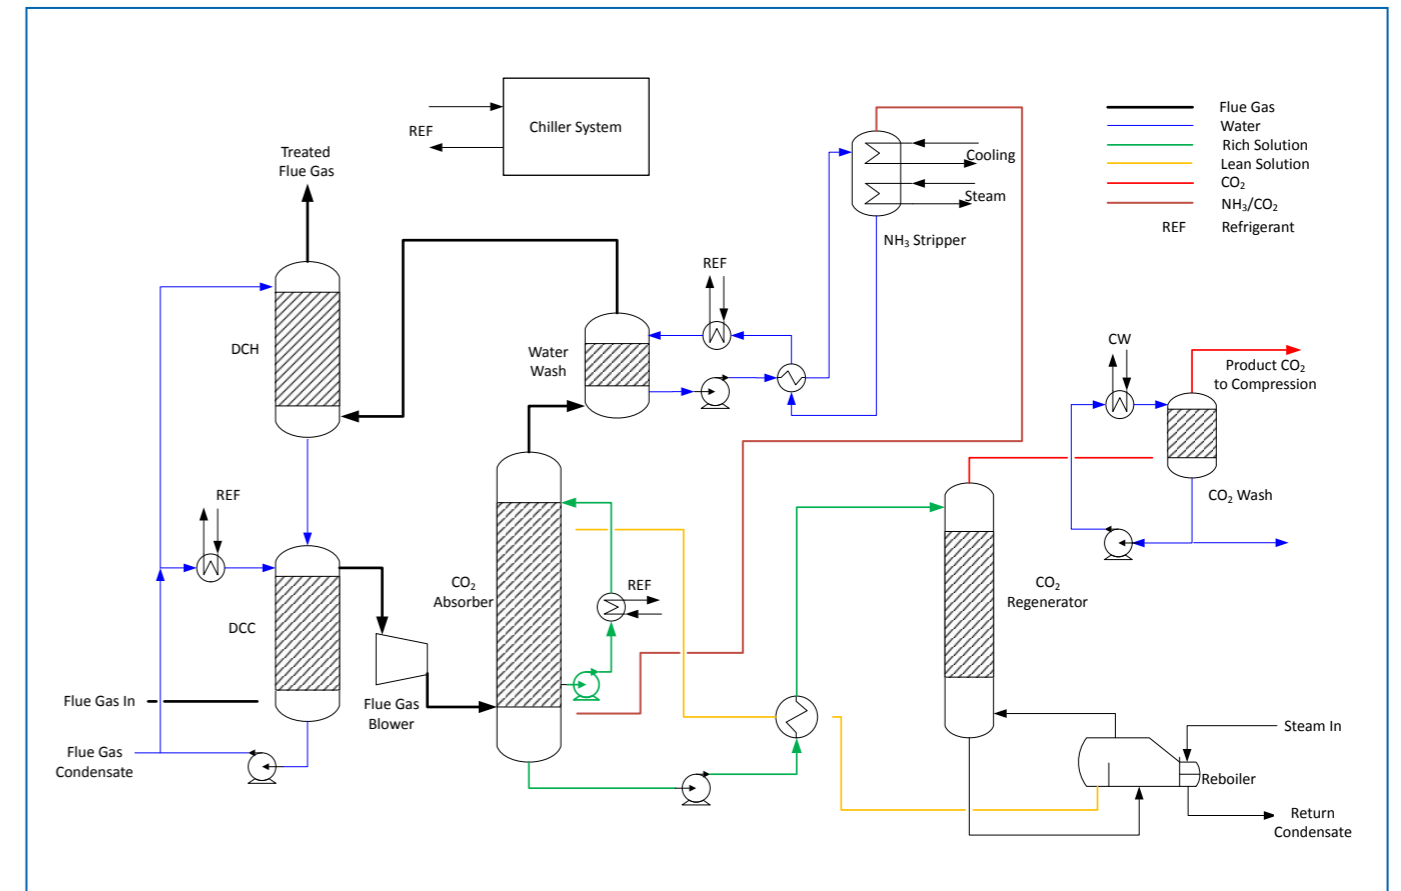 Chiller System
REF
Treated
Flue Gas
Flue Gas
Water
Rich Solution
Lean Solution
CO₂
NH₃/CO₂
REF Refrigerant
Cooling
Steam
NH₃ Stripper
REF
DCH
Water
Wash
CW
Product CO₂
to Compression
CO₂ Wash
REF
CO₂
Absorber
REF
CO₂
Regenerator
DCC
Flue Gas In
Flue Gas
Blower
Flue Gas
Condensate
Steam In
Reboiler
Return
Condensate